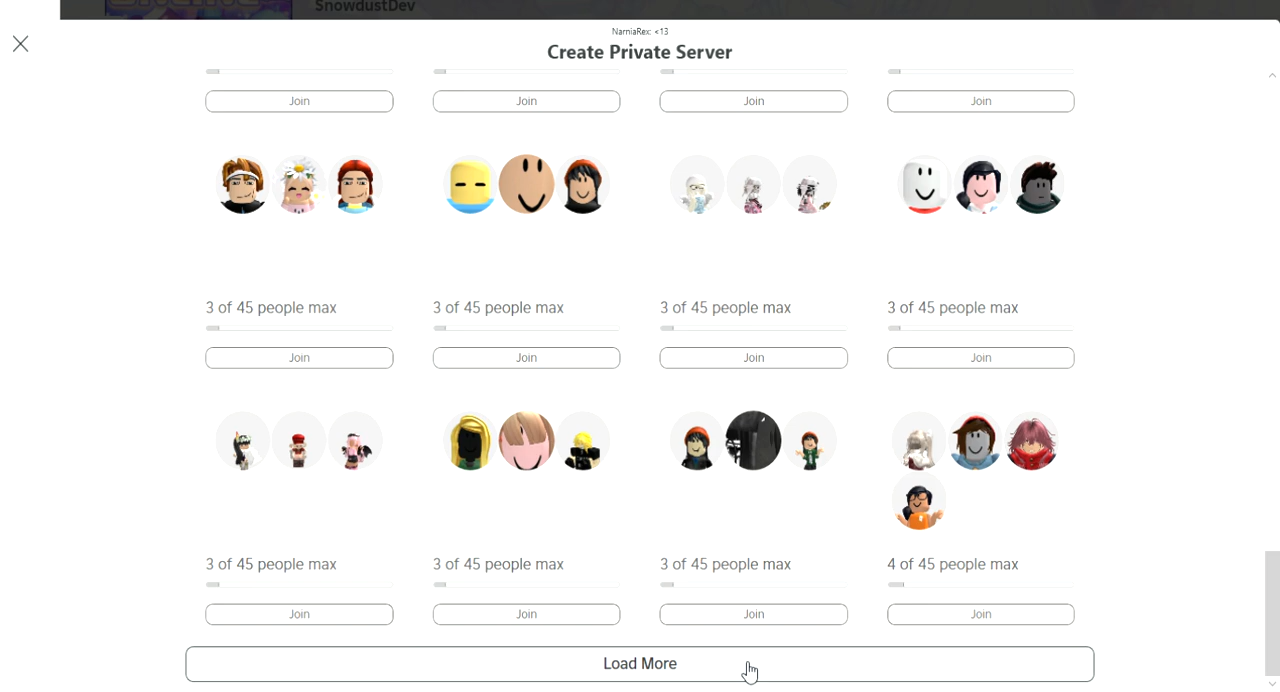 SnowdustDev
NarniaRex: <13
Create Private Server
Join Join Join Join
3 of 45 people max 3 of 45 people max 3 of 45 people max 3 of 45 people max
Join Join Join Join
3 of 45 people max 3 of 45 people max 3 of 45 people max 4 of 45 people max
Join Join Join Join
Load More